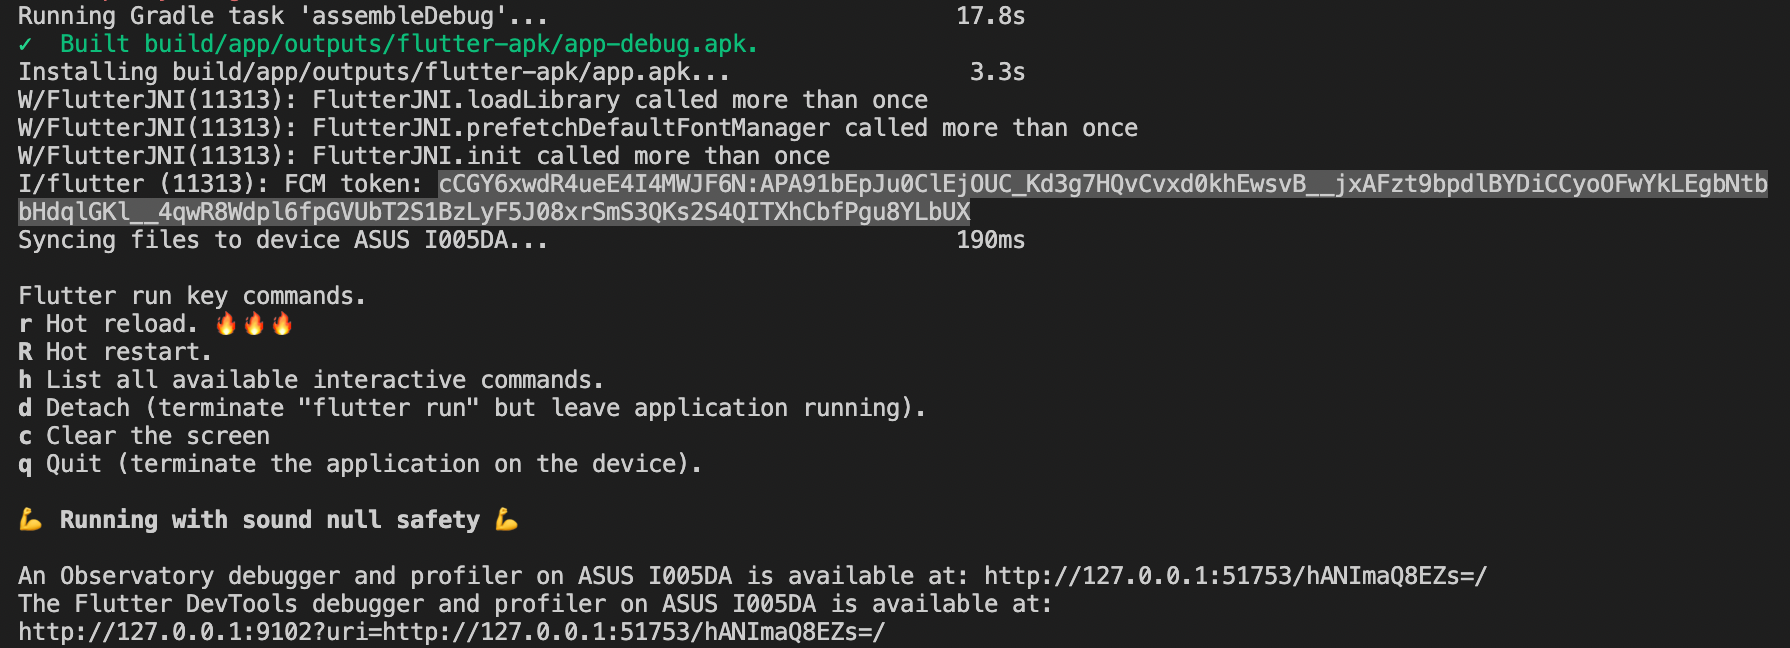 Running Gradle task 'assembleDebug'... 17.8s
✓ Built build/app/outputs/flutter-apk/app-debug.apk.
Installing build/app/outputs/flutter-apk/app.apk... 3.3s
W/FlutterJNI(11313): FlutterJNI.loadLibrary called more than once
W/FlutterJNI(11313): FlutterJNI.prefetchDefaultFontManager called more than once
W/FlutterJNI(11313): FlutterJNI.init called more than once
I/flutter (11313): FCM token: cCGY6xwdR4ueE4I4MWJF6N:APA91bEpJu0ClEjOUC_Kd3g7HQvCvxd0khEwsvB__jxAFzt9bpdlBYDiCCyoOFwYkLEgbNtb
bHdqlGKl__4qwR8Wdpl6fpGVUbT2S1BzLyF5J08xrSmS3QKs2S4QITXhCbfPgu8YLbUX
Syncing files to device ASUS I005DA... 190ms
Flutter run key commands.
r Hot reload. 🔥🔥🔥
R Hot restart.
h List all available interactive commands.
d Detach (terminate "flutter run" but leave application running).
c Clear the screen
q Quit (terminate the application on the device).
💪 Running with sound null safety 💪
An Observatory debugger and profiler on ASUS I005DA is available at: http://127.0.0.1:51753/hANImaQ8EZs=/
The Flutter DevTools debugger and profiler on ASUS I005DA is available at:
http://127.0.0.1:9102?uri=http://127.0.0.1:51753/hANImaQ8EZs=/